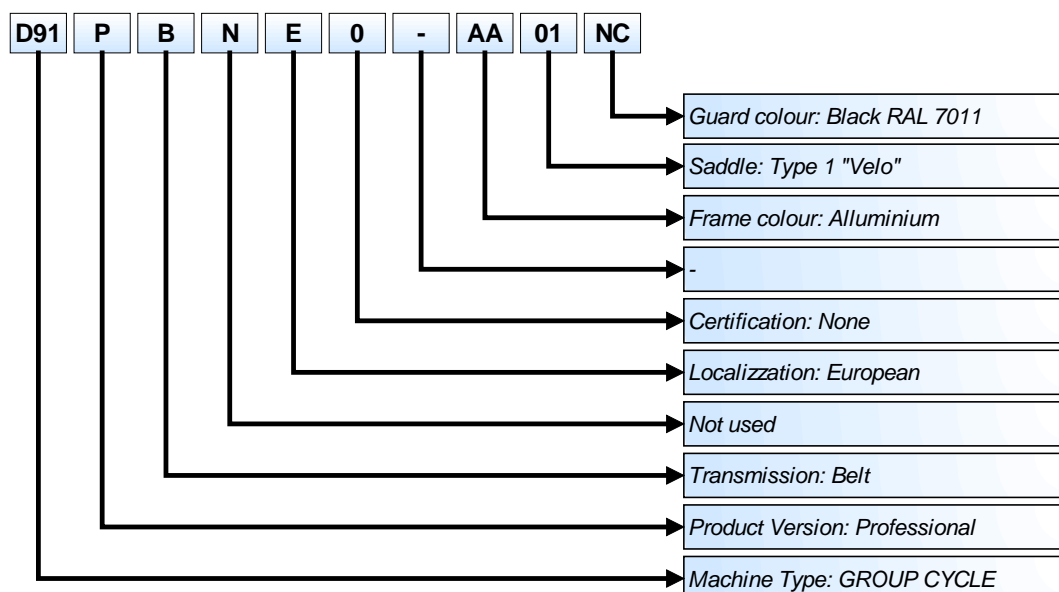 D91 P B N E 0 - AA 01 NC
Guard colour: Black RAL 7011
Saddle: Type 1 "Velo"
Frame colour: Alluminium
-
Certification: None
Localizzation: European
Not used
Transmission: Belt
Product Version: Professional
Machine Type: GROUP CYCLE